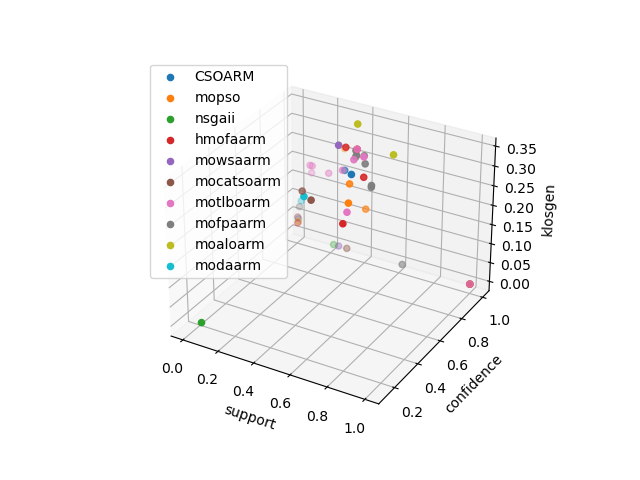 CSOARM
mopso
nsgaii
hmofaarm
mowsaarm
mocatsoarm
motlboarm
mofpaarm
moaloarm
modaarm
0.35
0.30
0.25
0.20
0.15
0.10
0.05
0.00
klosgen
1.0
0.8
0.6
0.4
0.2
confidence
0.0
0.2
0.4
0.6
0.8
1.0
support